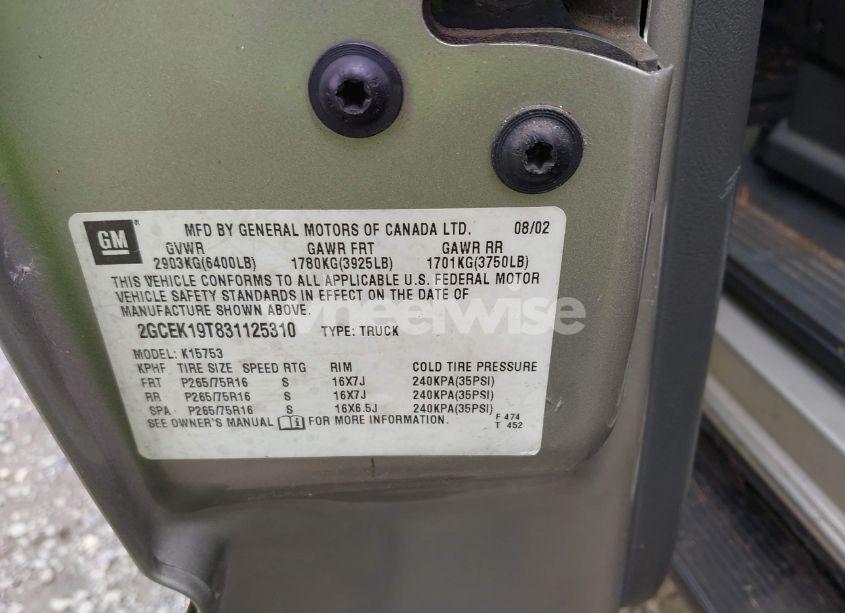 GM
MFD BY GENERAL MOTORS OF CANADA LTD. 08/02
GVWR GAWR FRT GAWR RR
2903KG(6400LB) 1780KG(3925LB) 1701KG(3750LB)
THIS VEHICLE CONFORMS TO ALL APPLICABLE U.S. FEDERAL MOTOR
VEHICLE SAFETY STANDARDS IN EFFECT ON THE DATE OF
MANUFACTURE SHOWN ABOVE.
wheelwise
2GCEK19T831125310 TYPE: TRUCK
MODEL: K15753
KPHF TIRE SIZE SPEED RTG RIM COLD TIRE PRESSURE
FRT P265/75R16 S 16X7J 240KPA(35PSI)
RR P265/75R16 S 16X7J 240KPA(35PSI)
SPA P265/75R16 S 16X6.5J 240KPA(35PSI)
SEE OWNER'S MANUAL FOR MORE INFORMATION. F 474
T 452